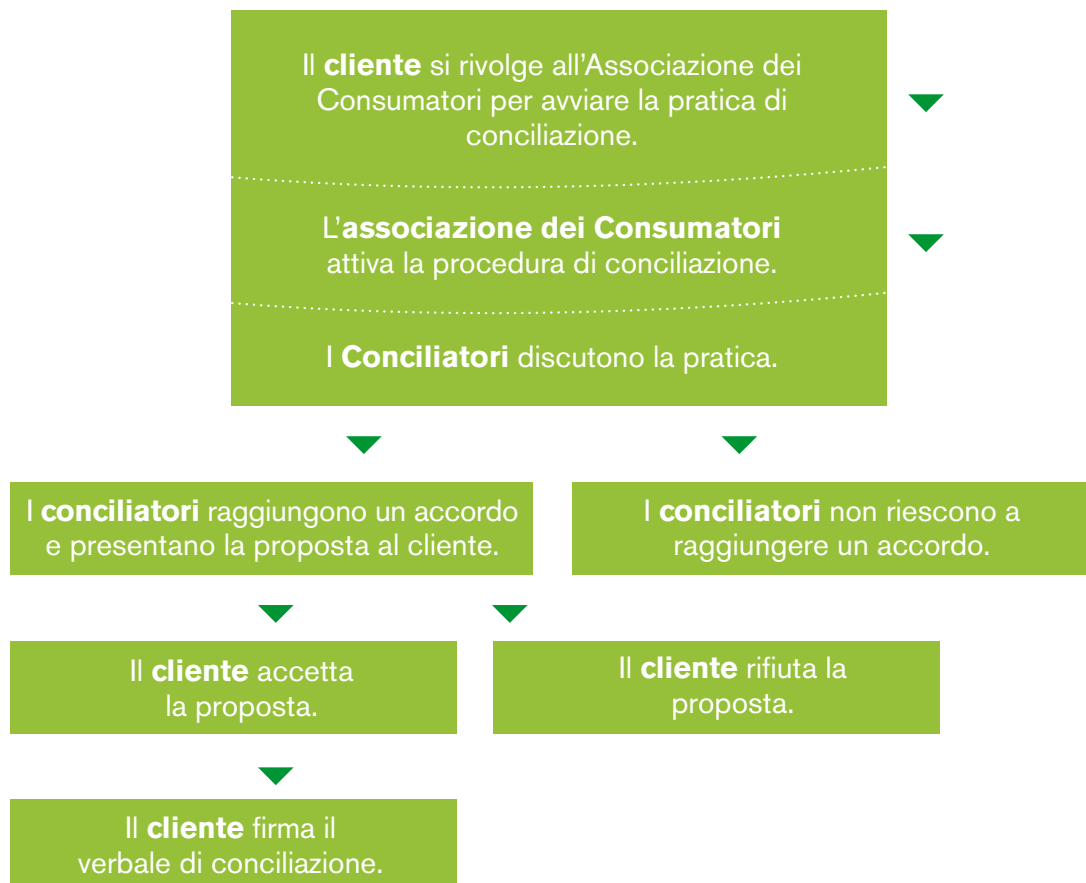 Il cliente si rivolge all'Associazione dei
Consumatori per avviare la pratica di
conciliazione.
L'associazione dei Consumatori
attiva la procedura di conciliazione.
I Conciliatori discutono la pratica.
I conciliatori raggiungono un accordo
e presentano la proposta al cliente.
I conciliatori non riescono a
raggiungere un accordo.
Il cliente accetta
la proposta.
Il cliente rifiuta la
proposta.
Il cliente firma il
verbale di conciliazione.